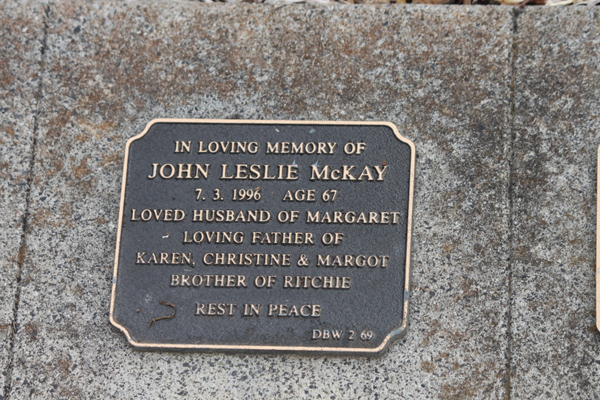 IN LOVING MEMORY OF
JOHN LESLIE McKAY
7. 3. 1996 AGE 67
LOVED HUSBAND OF MARGARET
LOVING FATHER OF
KAREN, CHRISTINE & MARGOT
BROTHER OF RITCHIE
REST IN PEACE
DBW 2 69